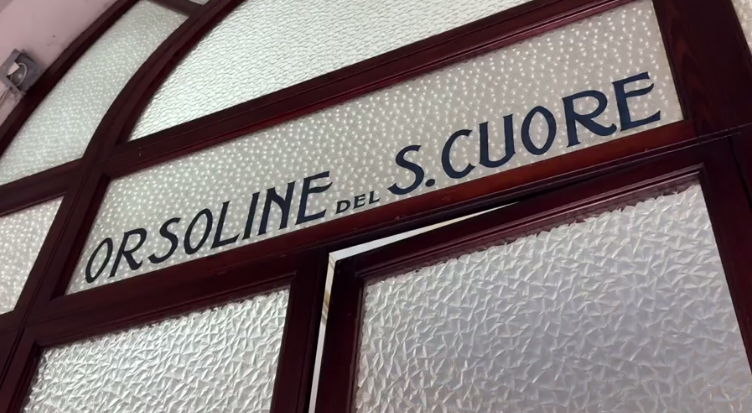 ORSOLINE DEL S. CUORE